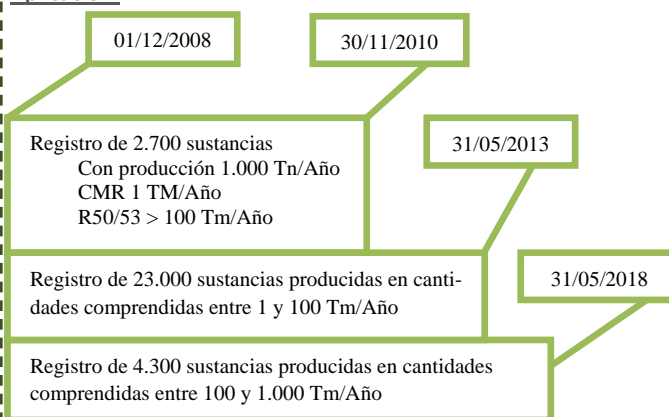 01/12/2008
30/11/2010
Registro de 2.700 sustancias
Con producción 1.000 Tn/Año
CMR 1 TM/Año
R50/53 > 100 Tm/Año
31/05/2013
Registro de 23.000 sustancias producidas en canti-
dades comprendidas entre 1 y 100 Tm/Año
31/05/2018
Registro de 4.300 sustancias producidas en cantidades
comprendidas entre 100 y 1.000 Tm/Año